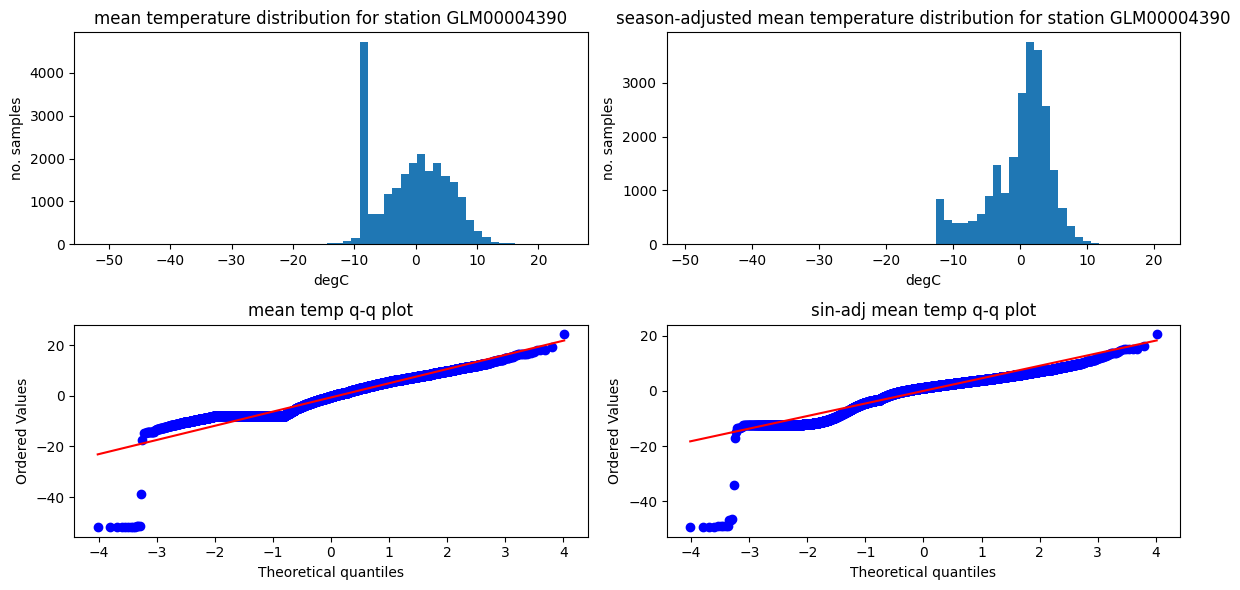 mean temperature distribution for station GLM00004390
season-adjusted mean temperature distribution for station GLM00004390
no. samples
4000
3000
2000
1000
0
−50 −40 −30 −20 −10 0 10 20
degC
no. samples
3000
2000
1000
0
−50 −40 −30 −20 −10 0 10 20
degC
mean temp q-q plot
sin-adj mean temp q-q plot
Ordered Values
20
0
−20
−40
−4 −3 −2 −1 0 1 2 3 4
Theoretical quantiles
Ordered Values
20
0
−20
−40
−4 −3 −2 −1 0 1 2 3 4
Theoretical quantiles